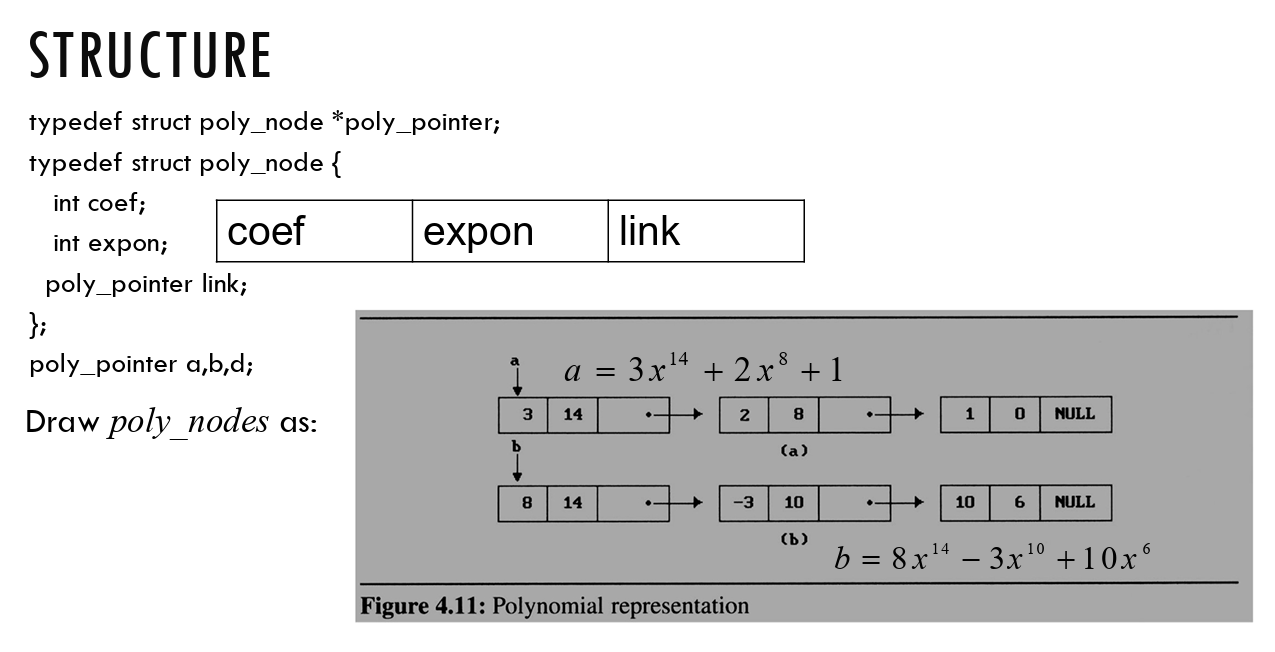 STRUCTURE
typedef struct poly_node *poly_pointer;
typedef struct poly_node {
int coef;
int expon;
coef expon link
poly_pointer link;
};
poly_pointer a,b,d;
Draw poly_nodes as:
a
a = 3x^14 + 2x^8 + 1
3 14 2 8 1 0 NULL
(a)
b
8 14 -3 10 10 6 NULL
(b)
b = 8x^14 − 3x^10 + 10x^6
Figure 4.11: Polynomial representation